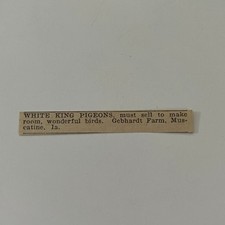 WHITE KING PIGEONS, must sell to make
room, wonderful birds. Gebhardt Farm, Mus-
catine, Ia.